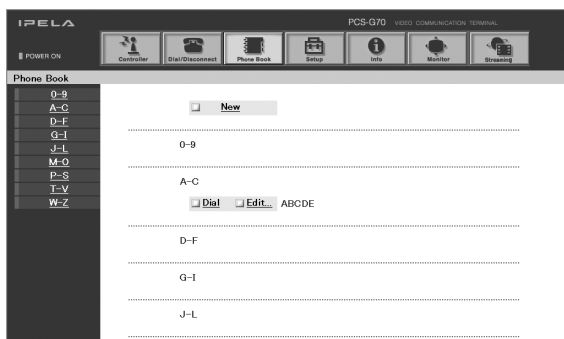 IPELA
PCS-G70 VIDEO COMMUNICATION TERMINAL
POWER ON
Controller Dial/Disconnect Phone Book Setup Info Monitor Streaming
Phone Book
0-9
A-C
D-F
G-I
J-L
M-O
P-S
T-V
W-Z
New
0-9
A-C
Dial Edit... ABCDE
D-F
G-I
J-L